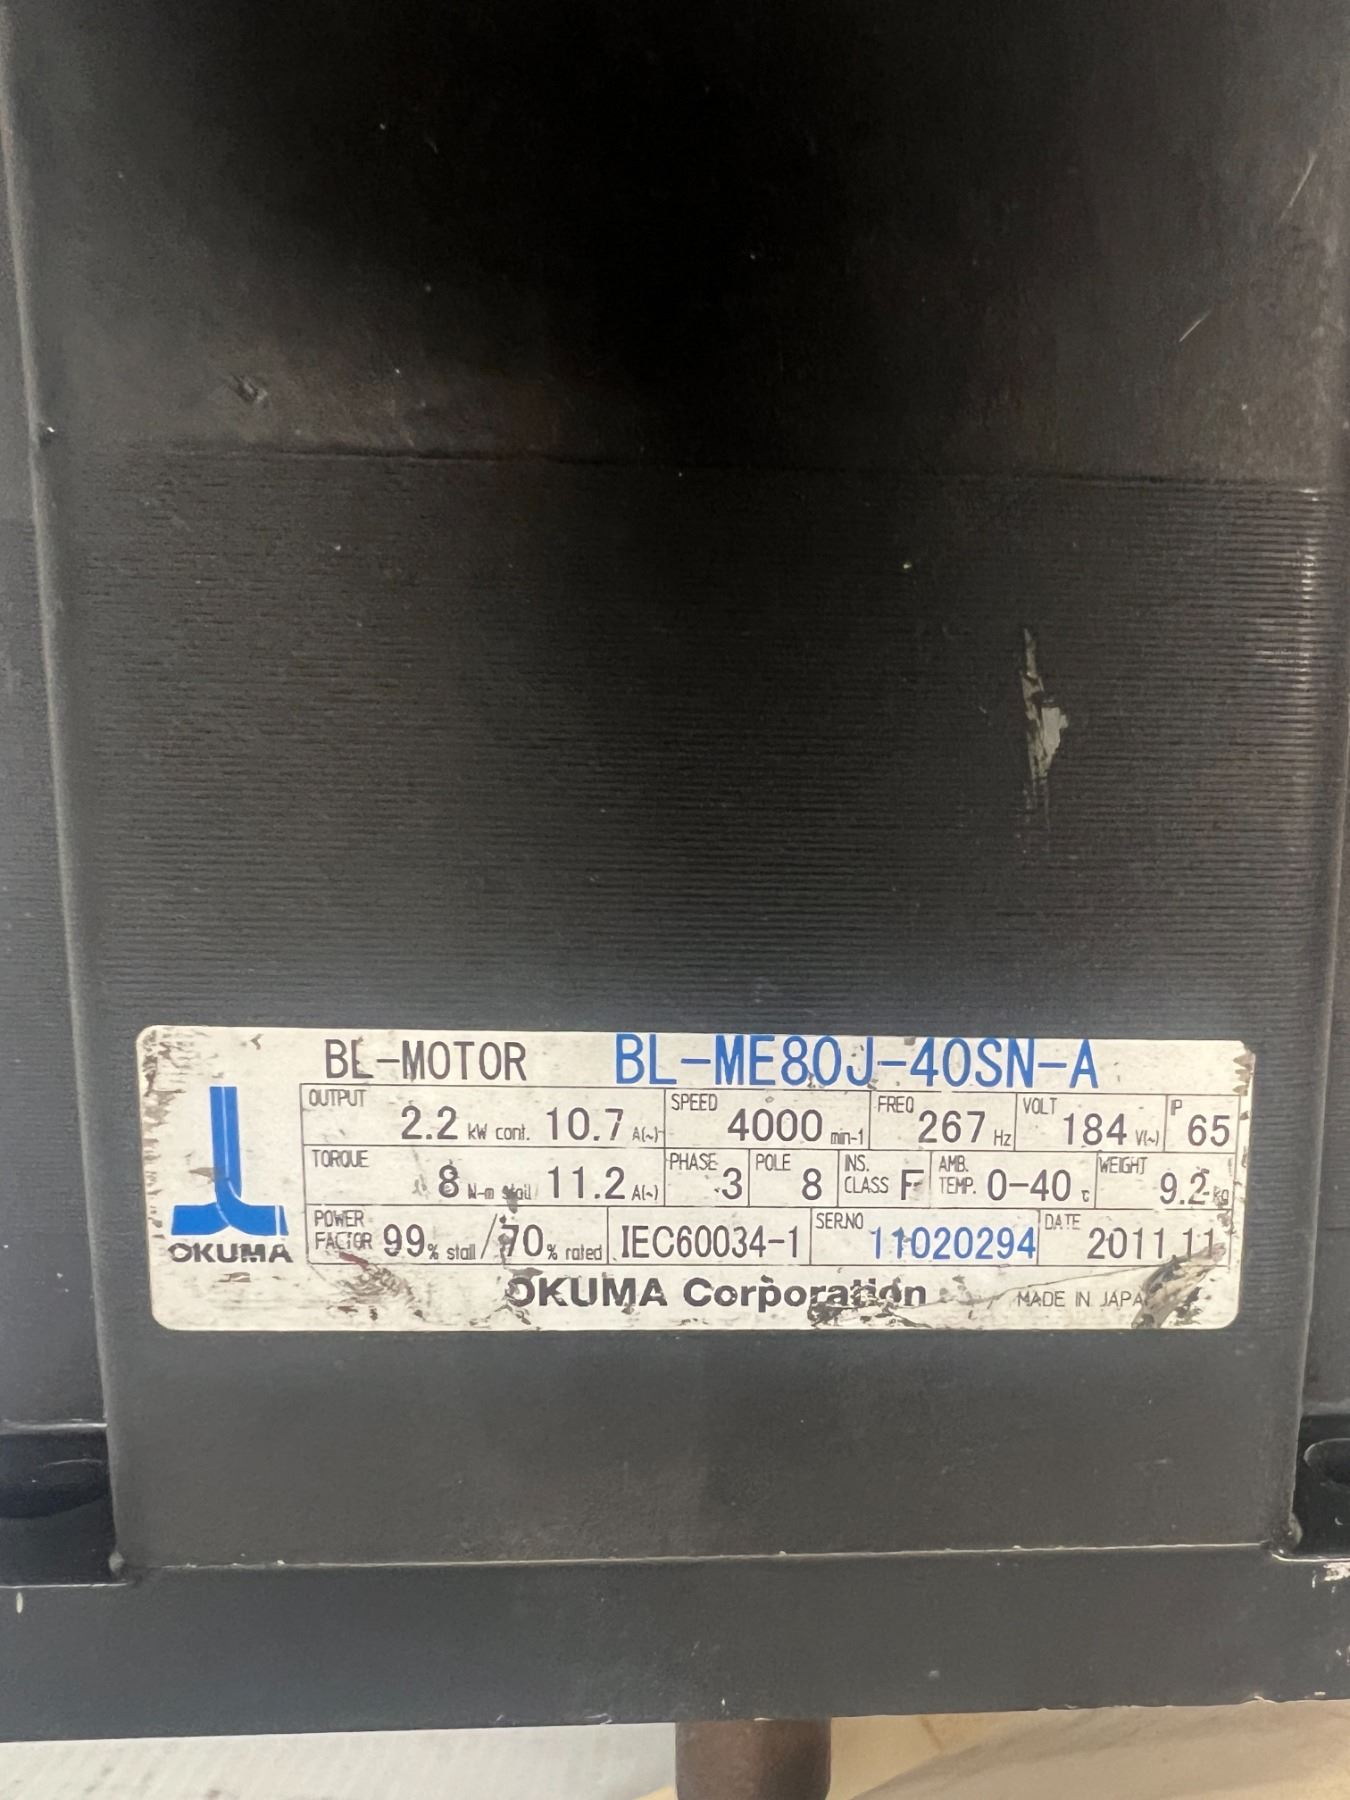 BL-MOTOR BL-ME80J-40SN-A
OUTPUT 2.2 kW cont. 10.7 A(~) SPEED 4000 min-1 FREQ 267 Hz VOLT 184 V(~) IP 65
TORQUE 8 N-m stall 11.2 A(~) PHASE 3 POLE 8 INS. CLASS F AMB. TEMP. 0-40 ℃ WEIGHT 9.2 kg
POWER FACTOR 99% stall / 70% rated IEC60034-1 SER.NO 11020294 DATE 2011.11
OKUMA
OKUMA Corporation MADE IN JAPA